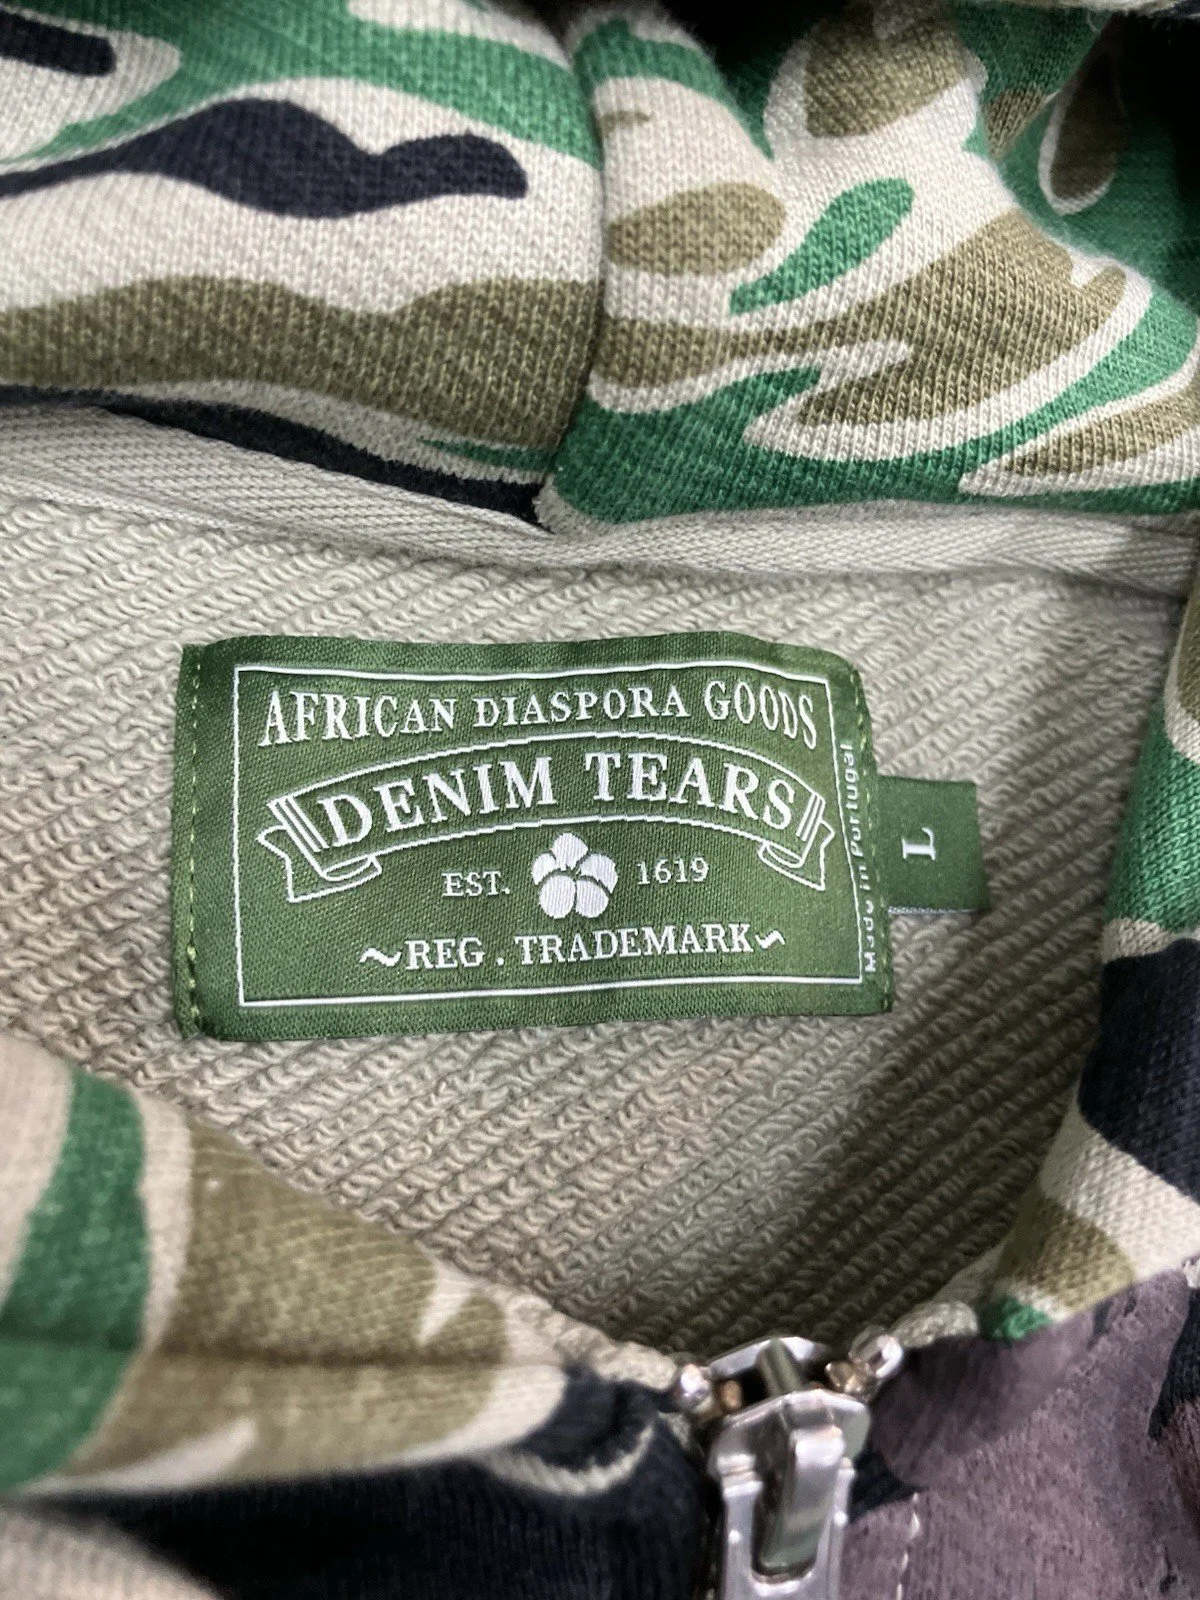 AFRICAN DIASPORA GOODS
DENIM TEARS
EST. 1619
~REG . TRADEMARK~
Made in Portugal
L